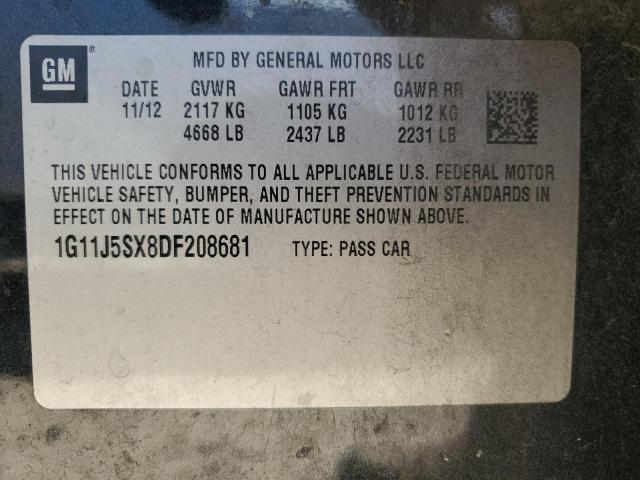 GM ®
MFD BY GENERAL MOTORS LLC
DATE GVWR GAWR FRT GAWR RR
11/12 2117 KG 1105 KG 1012 KG
4668 LB 2437 LB 2231 LB
THIS VEHICLE CONFORMS TO ALL APPLICABLE U.S. FEDERAL MOTOR
VEHICLE SAFETY, BUMPER, AND THEFT PREVENTION STANDARDS IN
EFFECT ON THE DATE OF MANUFACTURE SHOWN ABOVE.
1G11J5SX8DF208681 TYPE: PASS CAR